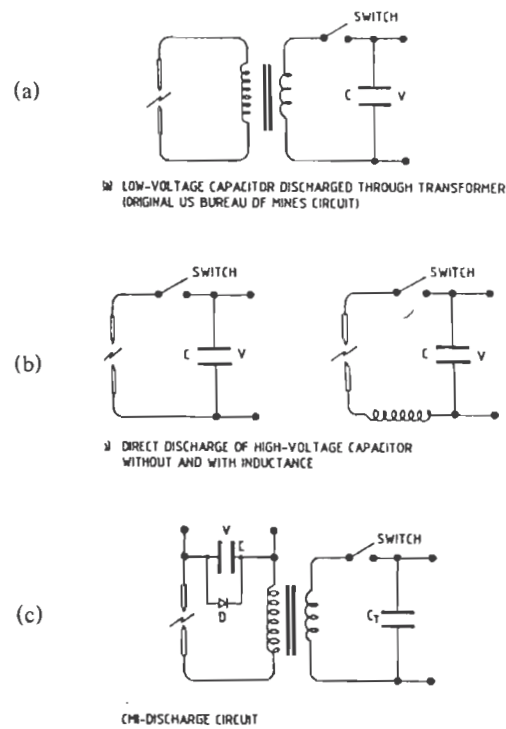 SWITCH
(a)
C V
LOW-VOLTAGE CAPACITOR DISCHARGED THROUGH TRANSFORMER
(ORIGINAL US BUREAU OF MINES CIRCUIT)
SWITCH SWITCH
(b)
C V C V
DIRECT DISCHARGE OF HIGH-VOLTAGE CAPACITOR
WITHOUT AND WITH INDUCTANCE
V
C SWITCH
D
(c)
CT
CMI-DISCHARGE CIRCUIT